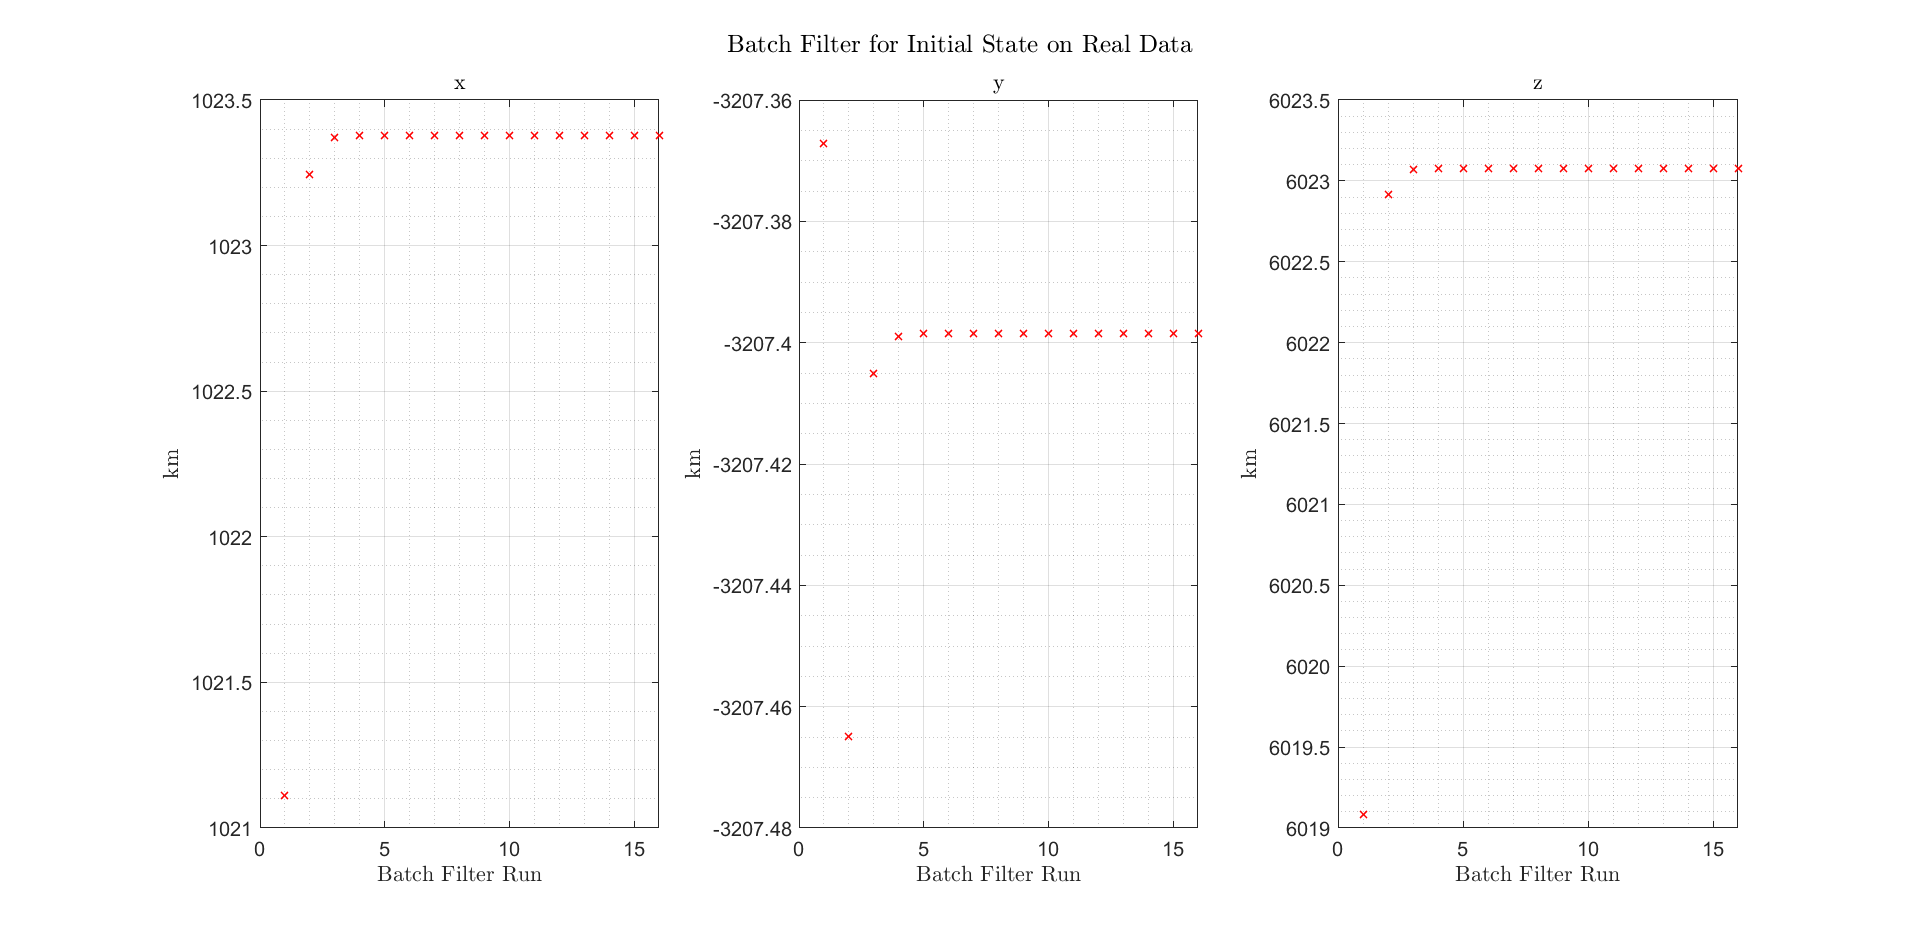 Batch Filter for Initial State on Real Data
x
1023.5
1023
1022.5
1022
1021.5
1021
km
0 5 10 15
Batch Filter Run
y
-3207.36
-3207.38
-3207.4
-3207.42
-3207.44
-3207.46
-3207.48
km
0 5 10 15
Batch Filter Run
z
6023.5
6023
6022.5
6022
6021.5
6021
6020.5
6020
6019.5
6019
km
0 5 10 15
Batch Filter Run